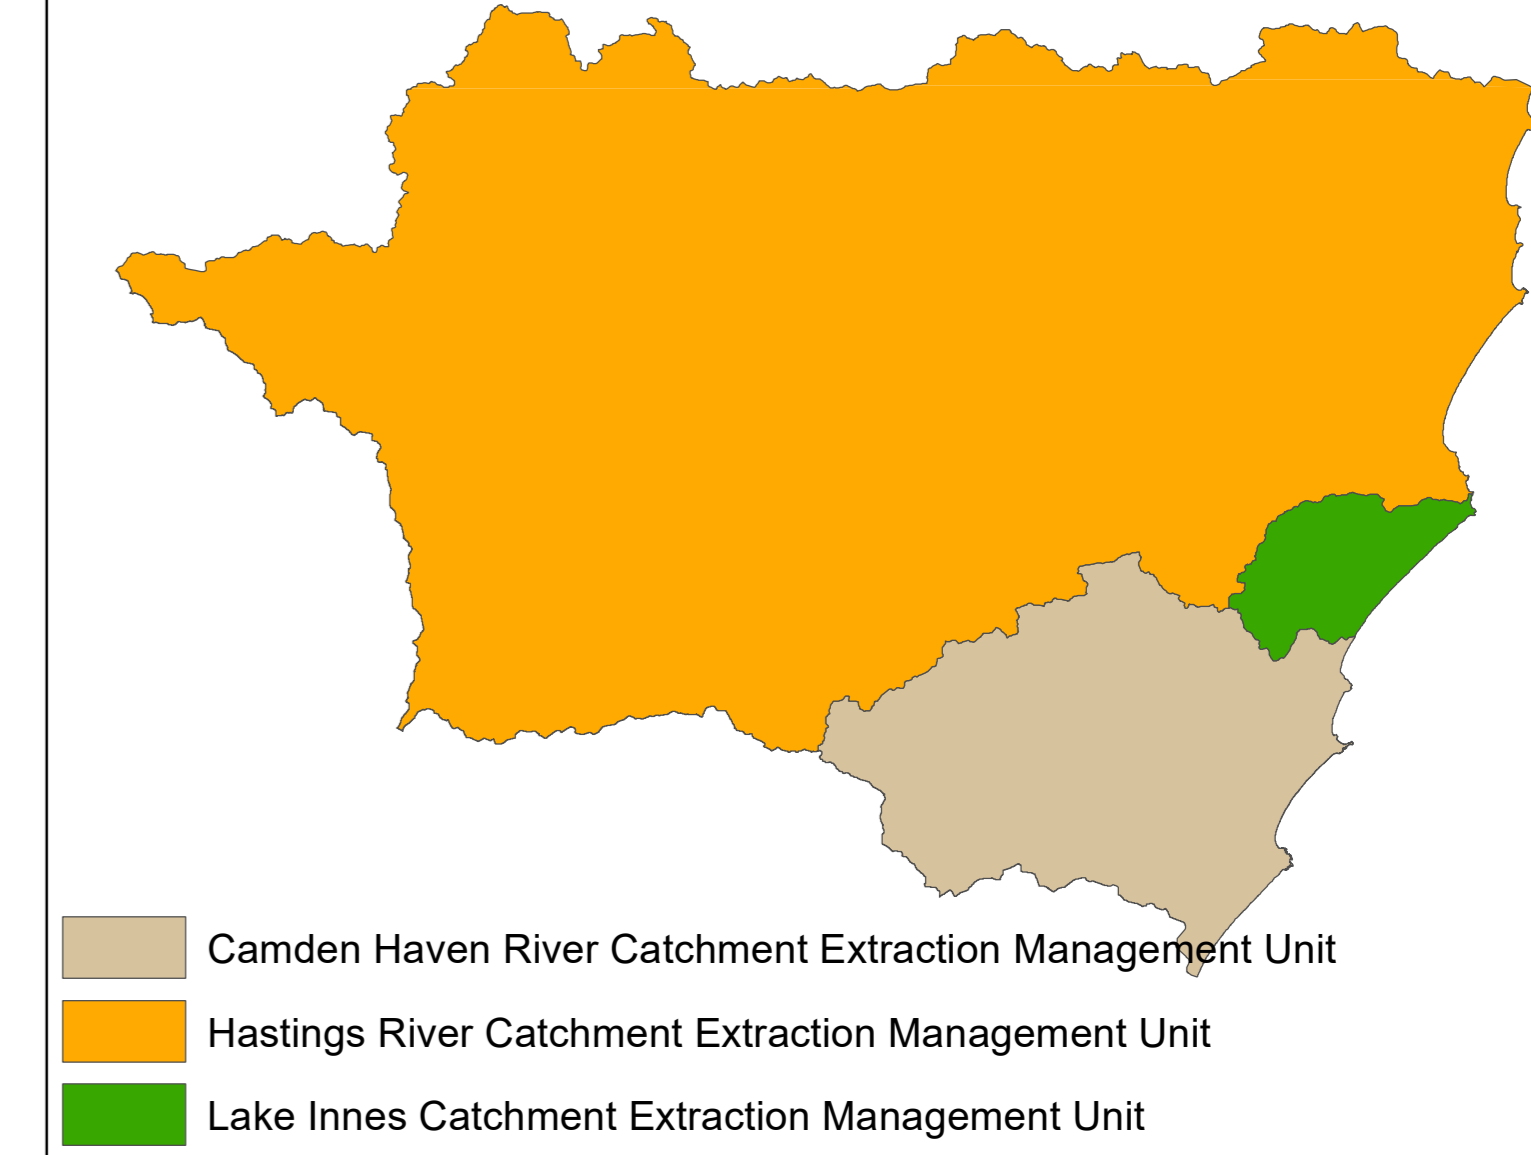 Camden Haven River Catchment Extraction Management Unit
Hastings River Catchment Extraction Management Unit
Lake Innes Catchment Extraction Management Unit